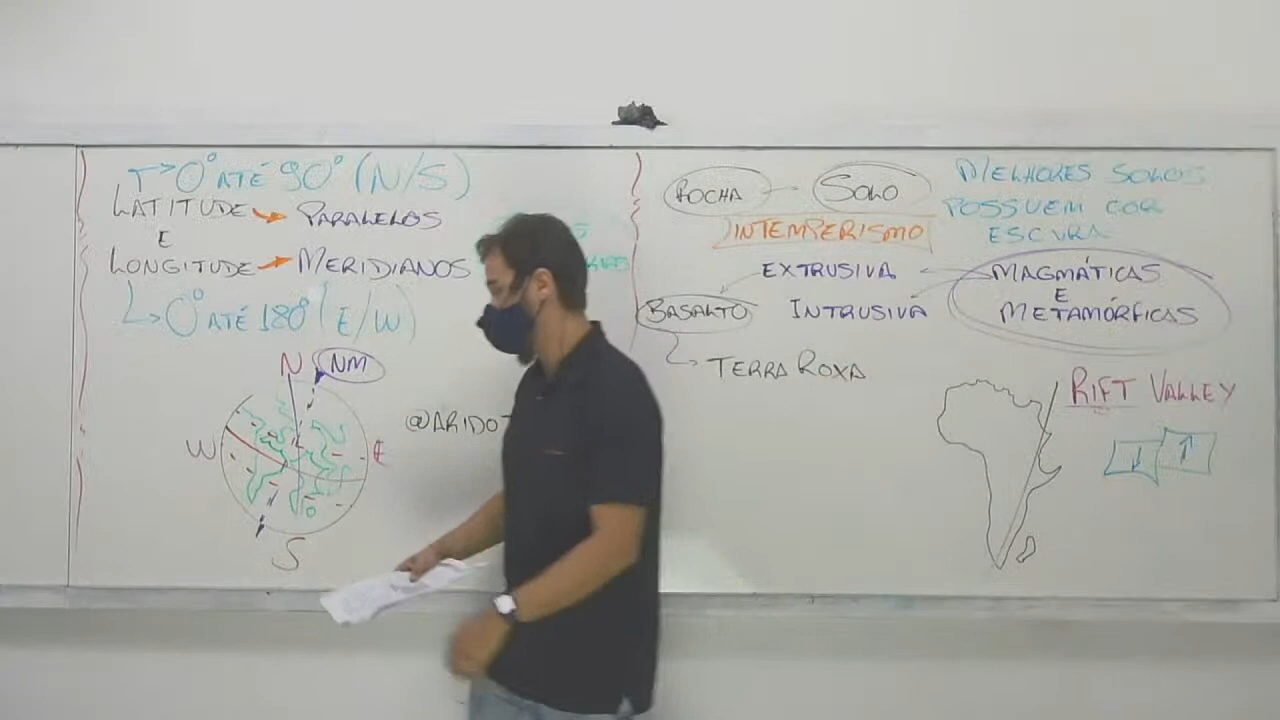 0° ATÉ 90° (N/S)
LATITUDE → PARALELOS
E
LONGITUDE → MERIDIANOS
↳ 0° ATÉ 180° (E/W)
N NM
W E
S
ROCHA - SOLO
INTEMPERISMO
MELHORES SOLOS
POSSUEM COR
ESCURA
EXTRUSIVA
INTRUSIVA
MAGMÁTICAS
E
METAMÓRFICAS
BASALTO
↳ TERRA ROXA
RIFT VALLEY
↓ ↑